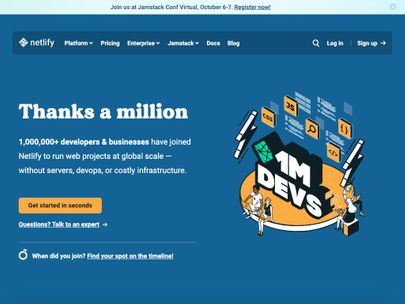 Join us at Jamstack Conf Virtual, October 6-7. Register now!
netlify Platform Pricing Enterprise Jamstack Docs Blog Log in Sign up →
Thanks a million
1,000,000+ developers & businesses have joined
Netlify to run web projects at global scale —
without servers, devops, or costly infrastructure.
Get started in seconds
Questions? Talk to an expert →
When did you join? Find your spot on the timeline!
CSS
JS
{ }
</>
1M
DEVS